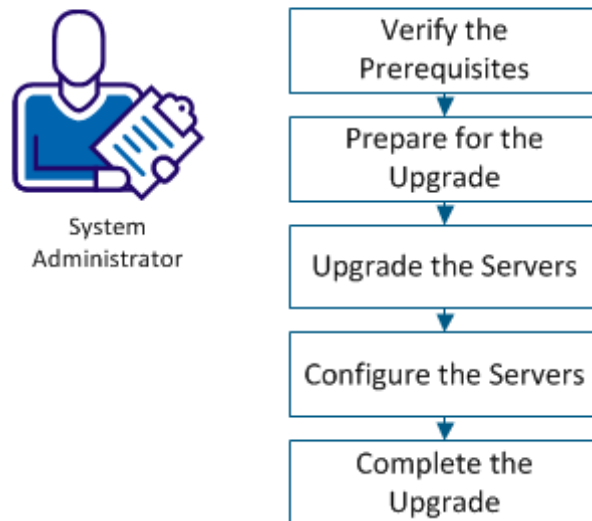 System
Administrator
Verify the
Prerequisites
Prepare for the
Upgrade
Upgrade the Servers
Configure the Servers
Complete the
Upgrade